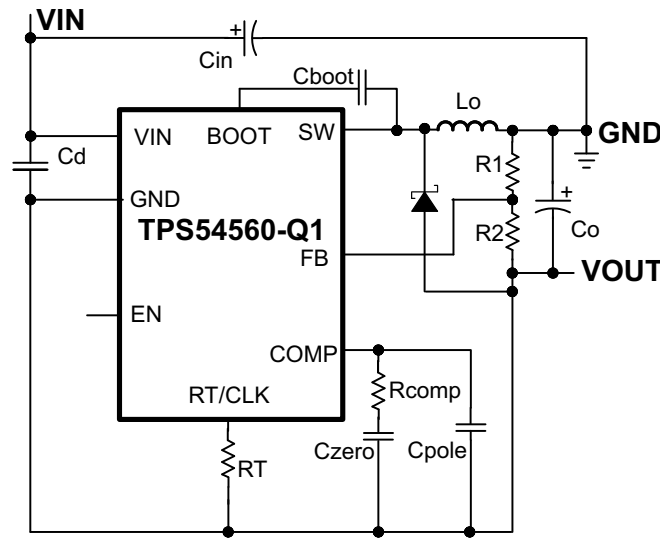 VIN
+
Cin
Cboot
Lo
VIN
BOOT
SW
GND
Cd
R1
GND
+
TPS54560-Q1
R2
Co
FB
VOUT
EN
COMP
RT/CLK
Rcomp
RT
Czero
Cpole